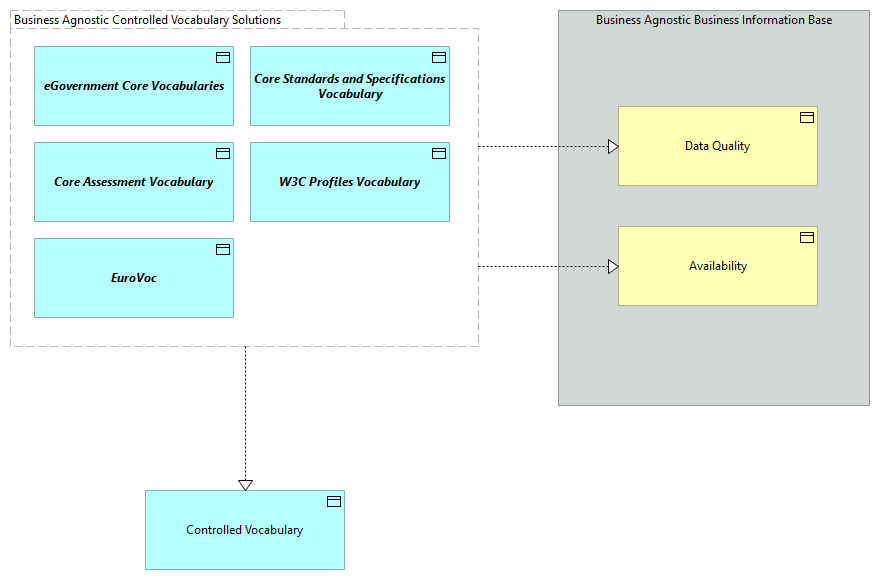 Business Agnostic Controlled Vocabulary Solutions
Business Agnostic Business Information Base
eGovernment Core Vocabularies
Core Standards and Specifications
Vocabulary
Data Quality
Core Assessment Vocabulary
W3C Profiles Vocabulary
Availability
EuroVoc
Controlled Vocabulary